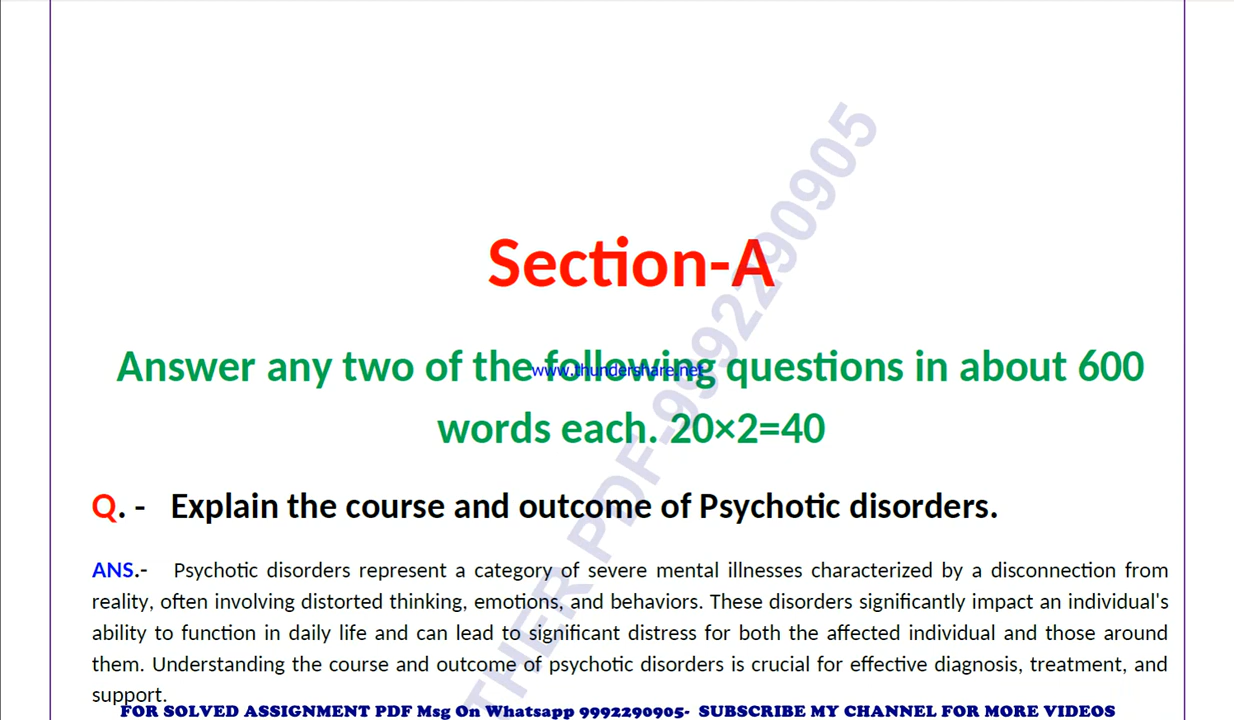 Section-A
Answer any two of the following questions in about 600
www.thundershare.net
words each. 20×2=40
Q. - Explain the course and outcome of Psychotic disorders.
ANS.- Psychotic disorders represent a category of severe mental illnesses characterized by a disconnection from
reality, often involving distorted thinking, emotions, and behaviors. These disorders significantly impact an individual's
ability to function in daily life and can lead to significant distress for both the affected individual and those around
them. Understanding the course and outcome of psychotic disorders is crucial for effective diagnosis, treatment, and
support.
THER PDF-9992290905
FOR SOLVED ASSIGNMENT PDF Msg On Whatsapp 9992290905- SUBSCRIBE MY CHANNEL FOR MORE VIDEOS